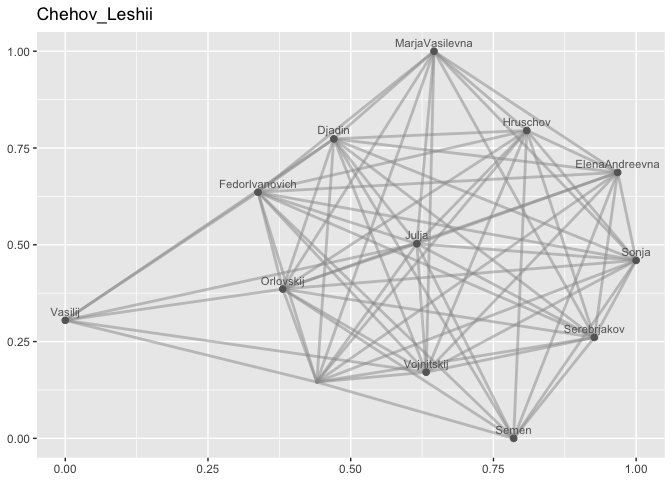 Chehov_Leshii
MarjaVasilevna
1.00
Hruschov
Djadin
0.75
ElenaAndreevna
FedorIvanovich
Julja
0.50
Sonja
Orlovskij
Vasilij
Serebrjakov
0.25
Vojnitskij
Semen
0.00
0.00 0.25 0.50 0.75 1.00